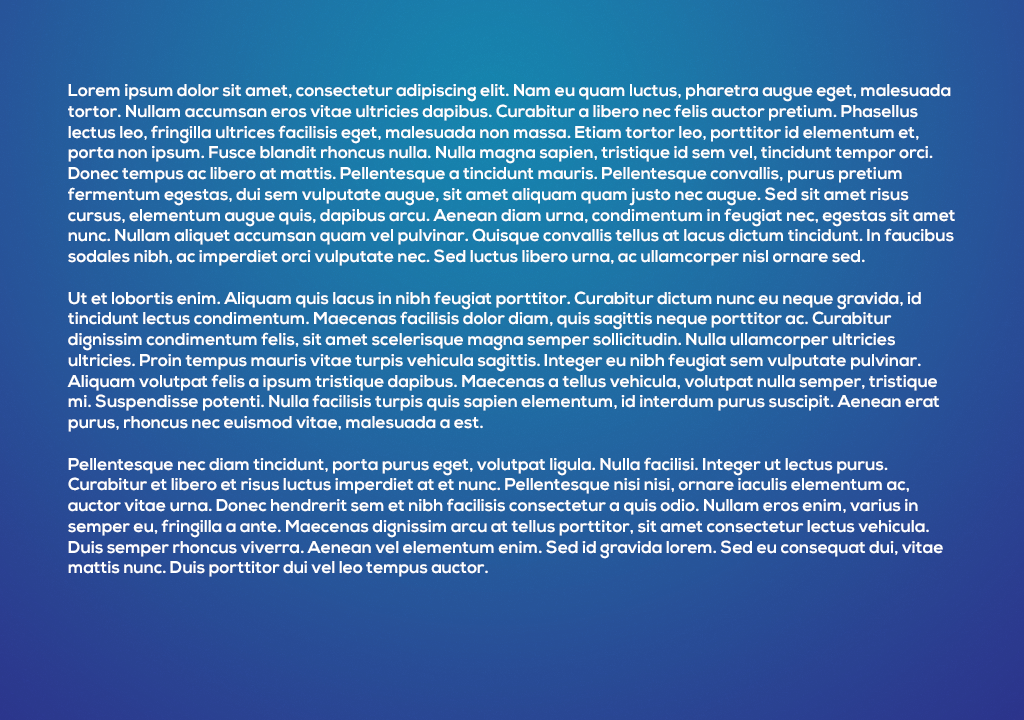 Lorem ipsum dolor sit amet, consectetur adipiscing elit. Nam eu quam luctus, pharetra augue eget, malesuada
tortor. Nullam accumsan eros vitae ultricies dapibus. Curabitur a libero nec felis auctor pretium. Phasellus
lectus leo, fringilla ultrices facilisis eget, malesuada non massa. Etiam tortor leo, porttitor id elementum et,
porta non ipsum. Fusce blandit rhoncus nulla. Nulla magna sapien, tristique id sem vel, tincidunt tempor orci.
Donec tempus ac libero at mattis. Pellentesque a tincidunt mauris. Pellentesque convallis, purus pretium
fermentum egestas, dui sem vulputate augue, sit amet aliquam quam justo nec augue. Sed sit amet risus
cursus, elementum augue quis, dapibus arcu. Aenean diam urna, condimentum in feugiat nec, egestas sit amet
nunc. Nullam aliquet accumsan quam vel pulvinar. Quisque convallis tellus at lacus dictum tincidunt. In faucibus
sodales nibh, ac imperdiet orci vulputate nec. Sed luctus libero urna, ac ullamcorper nisl ornare sed.

Ut et lobortis enim. Aliquam quis lacus in nibh feugiat porttitor. Curabitur dictum nunc eu neque gravida, id
tincidunt lectus condimentum. Maecenas facilisis dolor diam, quis sagittis neque porttitor ac. Curabitur
dignissim condimentum felis, sit amet scelerisque magna semper sollicitudin. Nulla ullamcorper ultricies
ultricies. Proin tempus mauris vitae turpis vehicula sagittis. Integer eu nibh feugiat sem vulputate pulvinar.
Aliquam volutpat felis a ipsum tristique dapibus. Maecenas a tellus vehicula, volutpat nulla semper, tristique
mi. Suspendisse potenti. Nulla facilisis turpis quis sapien elementum, id interdum purus suscipit. Aenean erat
purus, rhoncus nec euismod vitae, malesuada a est.

Pellentesque nec diam tincidunt, porta purus eget, volutpat ligula. Nulla facilisi. Integer ut lectus purus.
Curabitur et libero et risus luctus imperdiet at et nunc. Pellentesque nisi nisi, ornare iaculis elementum ac,
auctor vitae urna. Donec hendrerit sem et nibh facilisis consectetur a quis odio. Nullam eros enim, varius in
semper eu, fringilla a ante. Maecenas dignissim arcu at tellus porttitor, sit amet consectetur lectus vehicula.
Duis semper rhoncus viverra. Aenean vel elementum enim. Sed id gravida lorem. Sed eu consequat dui, vitae
mattis nunc. Duis porttitor dui vel leo tempus auctor.